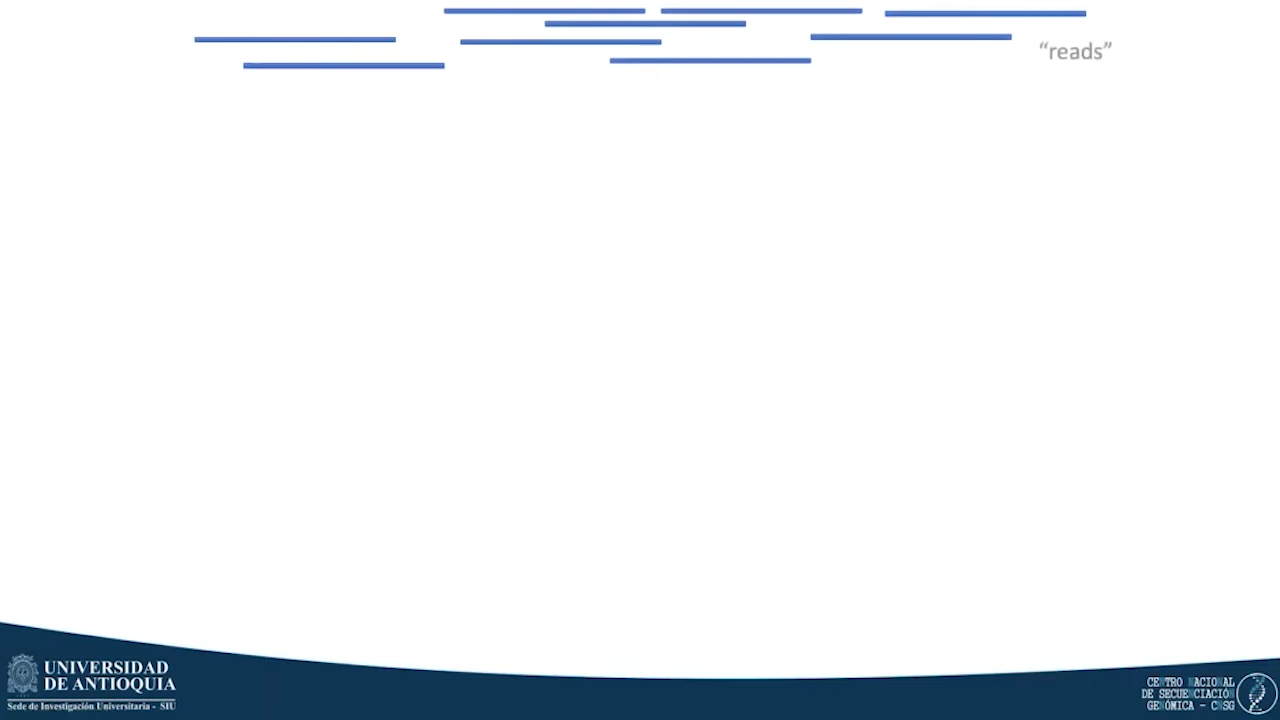 “reads”
UNIVERSIDAD
DE ANTIOQUIA
Sede de Investigación Universitaria - SIU
CENTRO NACIONAL
DE SECUENCIACIÓN
GENÓMICA - CNSG